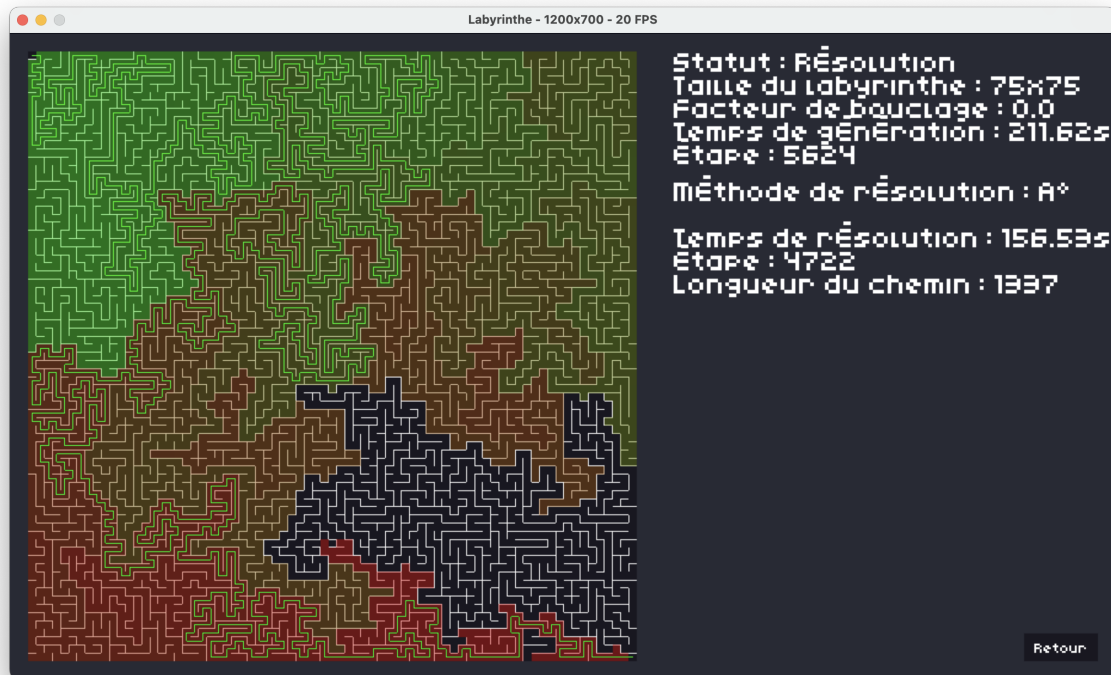 Labyrinthe - 1200x700 - 20 FPS
Statut : Résolution
Taille du labyrinthe : 75x75
Facteur de bouclage : 0.0
Temps de génération : 211.62s
Étape : 5624
Méthode de résolution : A*
Temps de résolution : 156.53s
Étape : 4722
Longueur du chemin : 1337
Retour